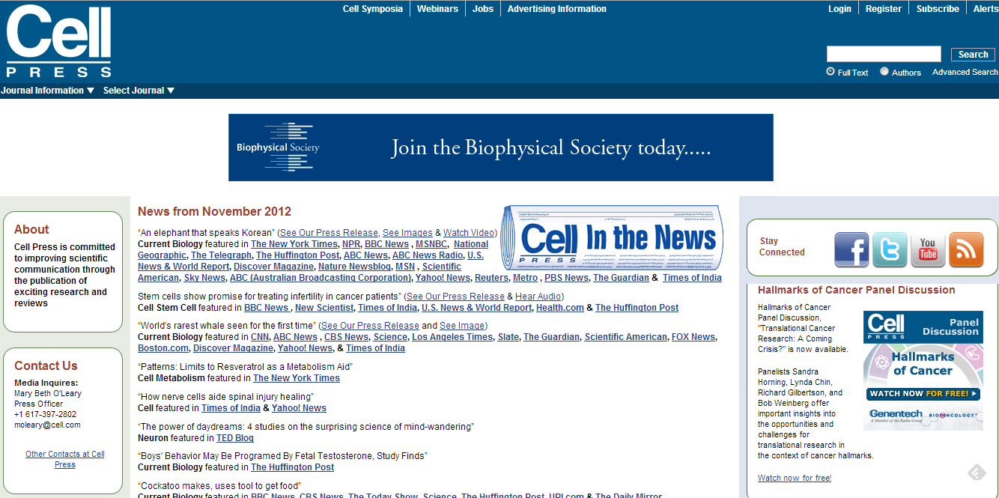 Cell Symposia Webinars Jobs Advertising Information
Login Register Subscribe Alerts
Cell
PRESS
Search
Full Text Authors Advanced Search
Journal Information ▼ Select Journal ▼
Biophysical Society
Join the Biophysical Society today.....
About
Cell Press is committed
to improving scientific
communication through
the publication of
exciting research and
reviews
Contact Us
Media Inquires:
Mary Beth O'Leary
Press Officer
+1 617-397-2802
moleary@cell.com
Other Contacts at Cell
Press
News from November 2012
Cell In the News
PRESS
“An elephant that speaks Korean” (See Our Press Release, See Images & Watch Video)
Current Biology featured in The New York Times, NPR, BBC News , MSNBC, National
Geographic, The Telegraph, The Huffington Post, ABC News, ABC News Radio, U.S.
News & World Report, Discover Magazine, Nature Newsblog, MSN , Scientific
American, Sky News, ABC (Australian Broadcasting Corporation), Yahoo! News, Reuters, Metro , PBS News, The Guardian & Times of India
Stem cells show promise for treating infertility in cancer patients” (See Our Press Release & Hear Audio)
Cell Stem Cell featured in BBC News , New Scientist, Times of India, U.S. News & World Report, Health.com & The Huffington Post
“World's rarest whale seen for the first time” (See Our Press Release and See Image)
Current Biology featured in CNN, ABC News , CBS News, Science, Los Angeles Times, Slate, The Guardian, Scientific American, FOX News,
Boston.com, Discover Magazine, Yahoo! News, & Times of India
“Patterns: Limits to Resveratrol as a Metabolism Aid”
Cell Metabolism featured in The New York Times
“How nerve cells aide spinal injury healing”
Cell featured in Times of India & Yahoo! News
“The power of daydreams: 4 studies on the surprising science of mind-wandering”
Neuron featured in TED Blog
“Boys' Behavior May Be Programed By Fetal Testosterone, Study Finds”
Current Biology featured in The Huffington Post
“Cockatoo makes, uses tool to get food”
Current Biology featured in BBC News, CBS News, The Today Show, Science, The Huffington Post, UPI.com & The Daily Mirror
Stay
Connected
You
Tube
Hallmarks of Cancer Panel Discussion
Hallmarks of Cancer
Panel Discussion,
"Translational Cancer
Research: A Coming
Crisis?" is now available.
Panelists Sandra
Horning, Lynda Chin,
Richard Gilbertson, and
Bob Weinberg offer
important insights into
the opportunities and
challenges for
translational research in
the context of cancer hallmarks.
Watch now for free!
Cell
PRESS
Panel
Discussion
Hallmarks
of Cancer
WATCH NOW FOR FREE!
Genentech BIONCOLOGY
A Member of the Roche Group